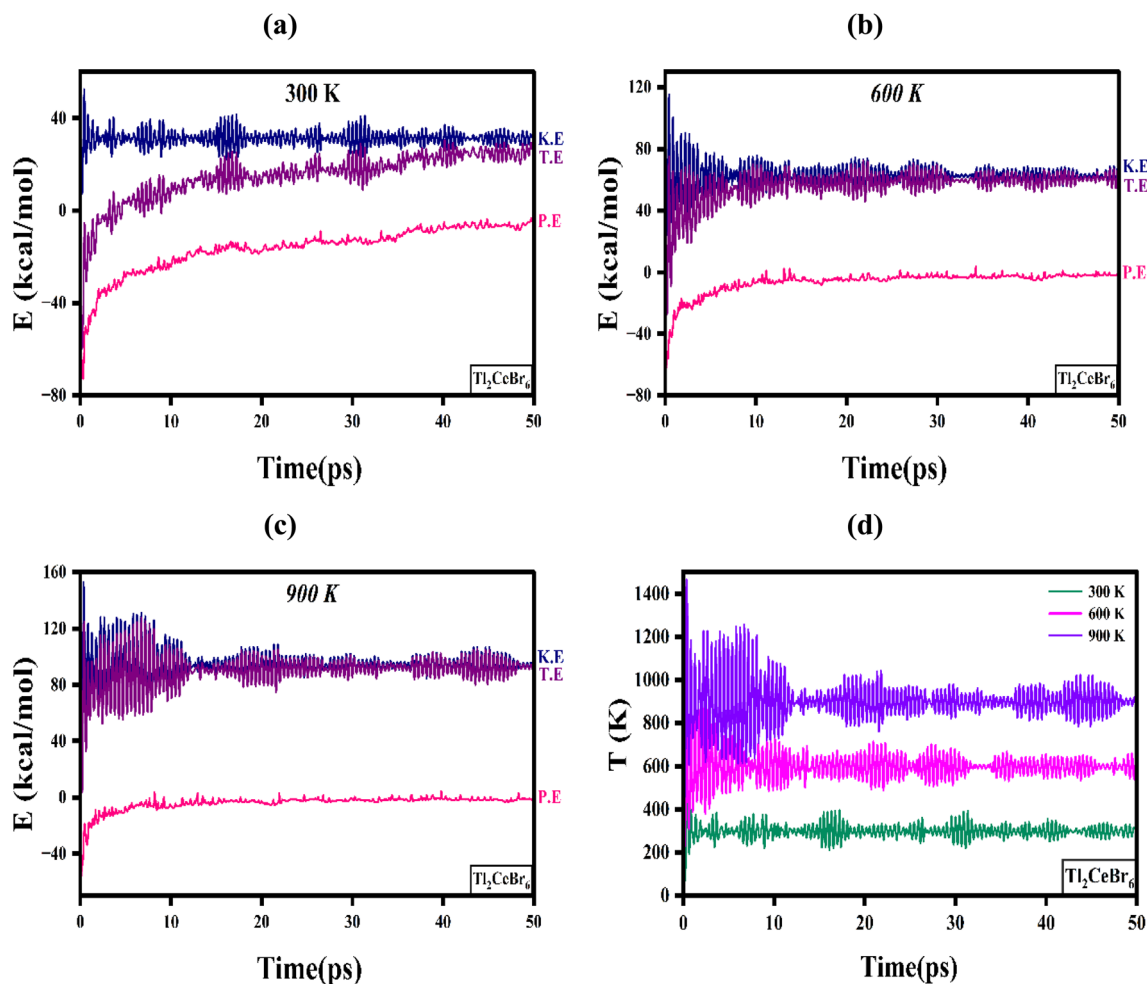 (a)
300 K
E (kcal/mol)
40
0
−40
−80
K.E
T.E
P.E
Tl₂CeBr₆
0 10 20 30 40 50
Time(ps)
(b)
600 K
E (kcal/mol)
120
80
40
0
−40
−80
K.E
T.E
P.E
Tl₂CeBr₆
0 10 20 30 40 50
Time(ps)
(c)
900 K
E (kcal/mol)
160
120
80
40
0
−40
K.E
T.E
P.E
Tl₂CeBr₆
0 10 20 30 40 50
Time(ps)
(d)
T (K)
1400
1200
1000
800
600
400
200
0
300 K
600 K
900 K
Tl₂CeBr₆
0 10 20 30 40 50
Time(ps)